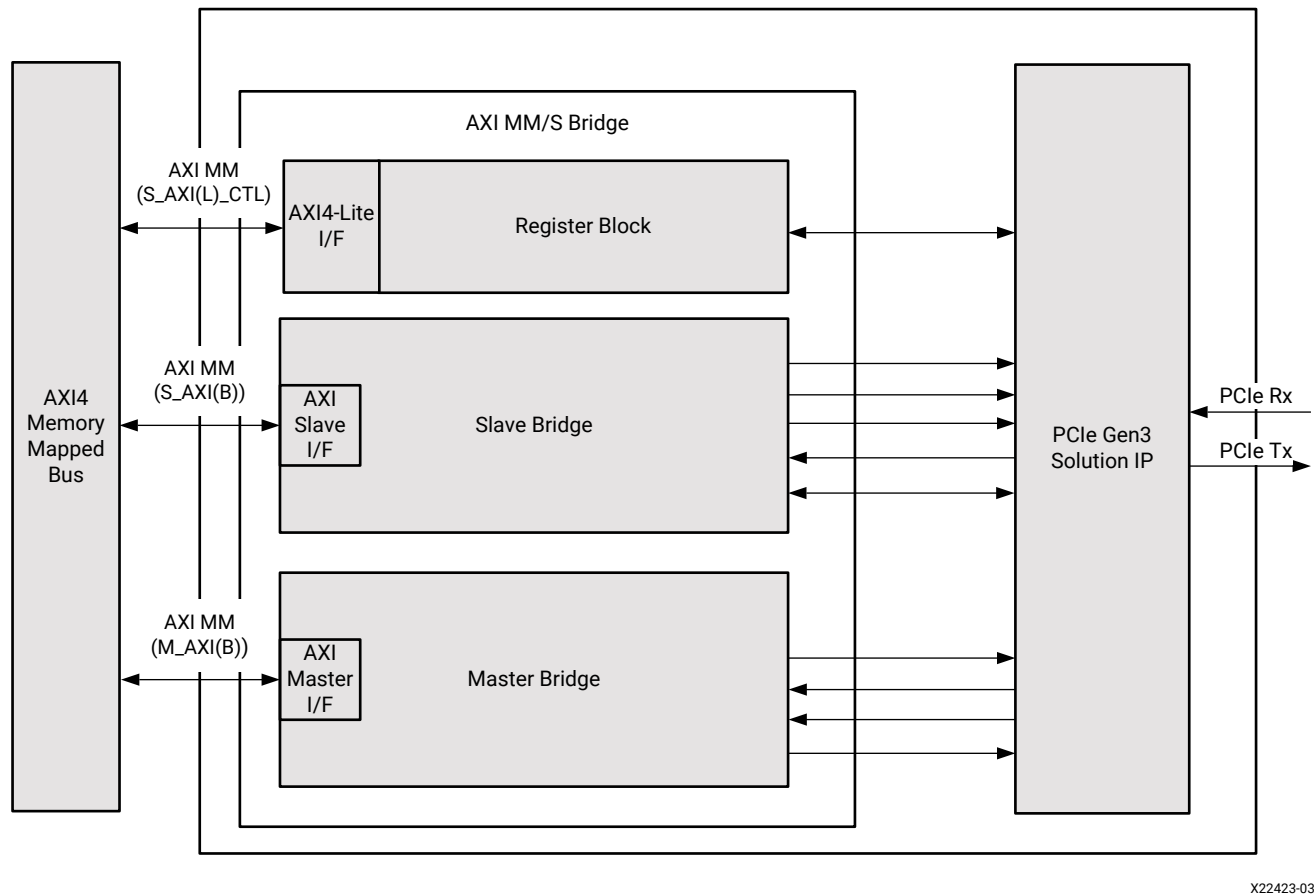 AXI MM/S Bridge
AXI MM
(S_AXI(L)_CTL)
AXI4-Lite
I/F
Register Block
AXI MM
(S_AXI(B))
AXI
Slave
I/F
Slave Bridge
AXI4
Memory
Mapped
Bus
PCIe Gen3
Solution IP
PCIe Rx
PCIe Tx
AXI MM
(M_AXI(B))
AXI
Master
I/F
Master Bridge
X22423-03